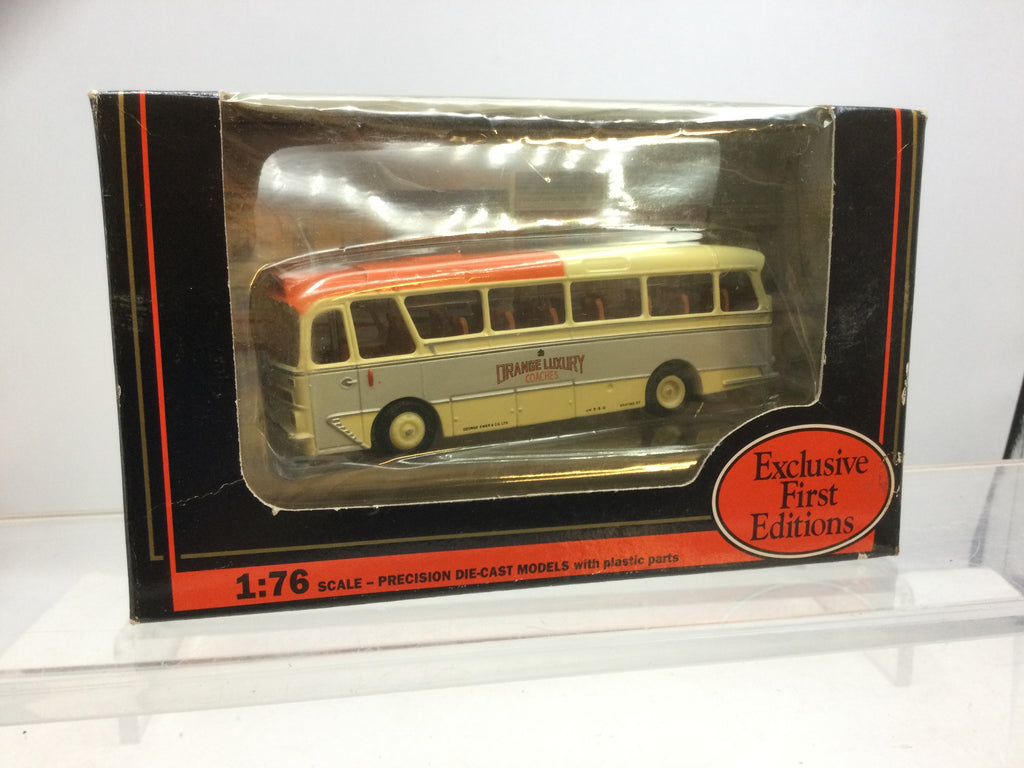 ORANGE LUXURY
COACHES
Exclusive
First
Editions
1:76 SCALE – PRECISION DIE-CAST MODELS with plastic parts